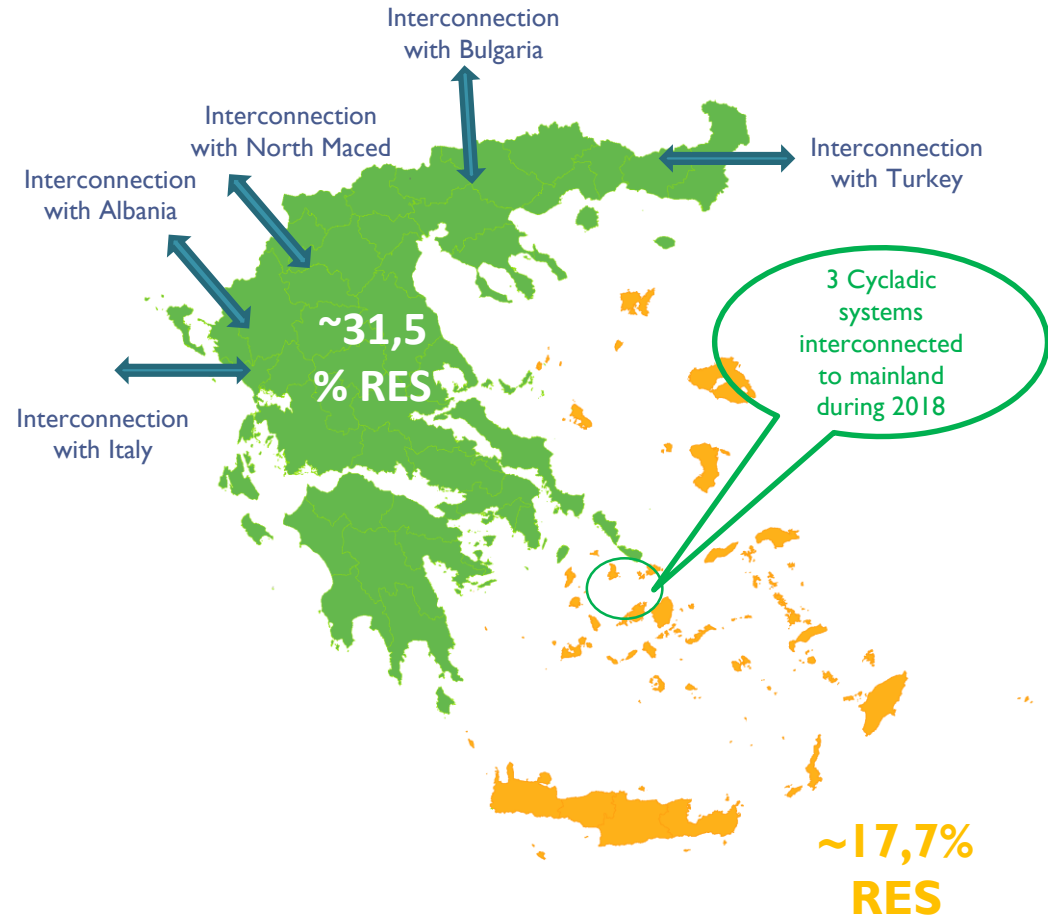 Interconnection
with Bulgaria
Interconnection
with North Maced
Interconnection
with Turkey
Interconnection
with Albania
3 Cycladic
systems
interconnected
to mainland
during 2018
~31,5
% RES
Interconnection
with Italy
~17,7%
RES